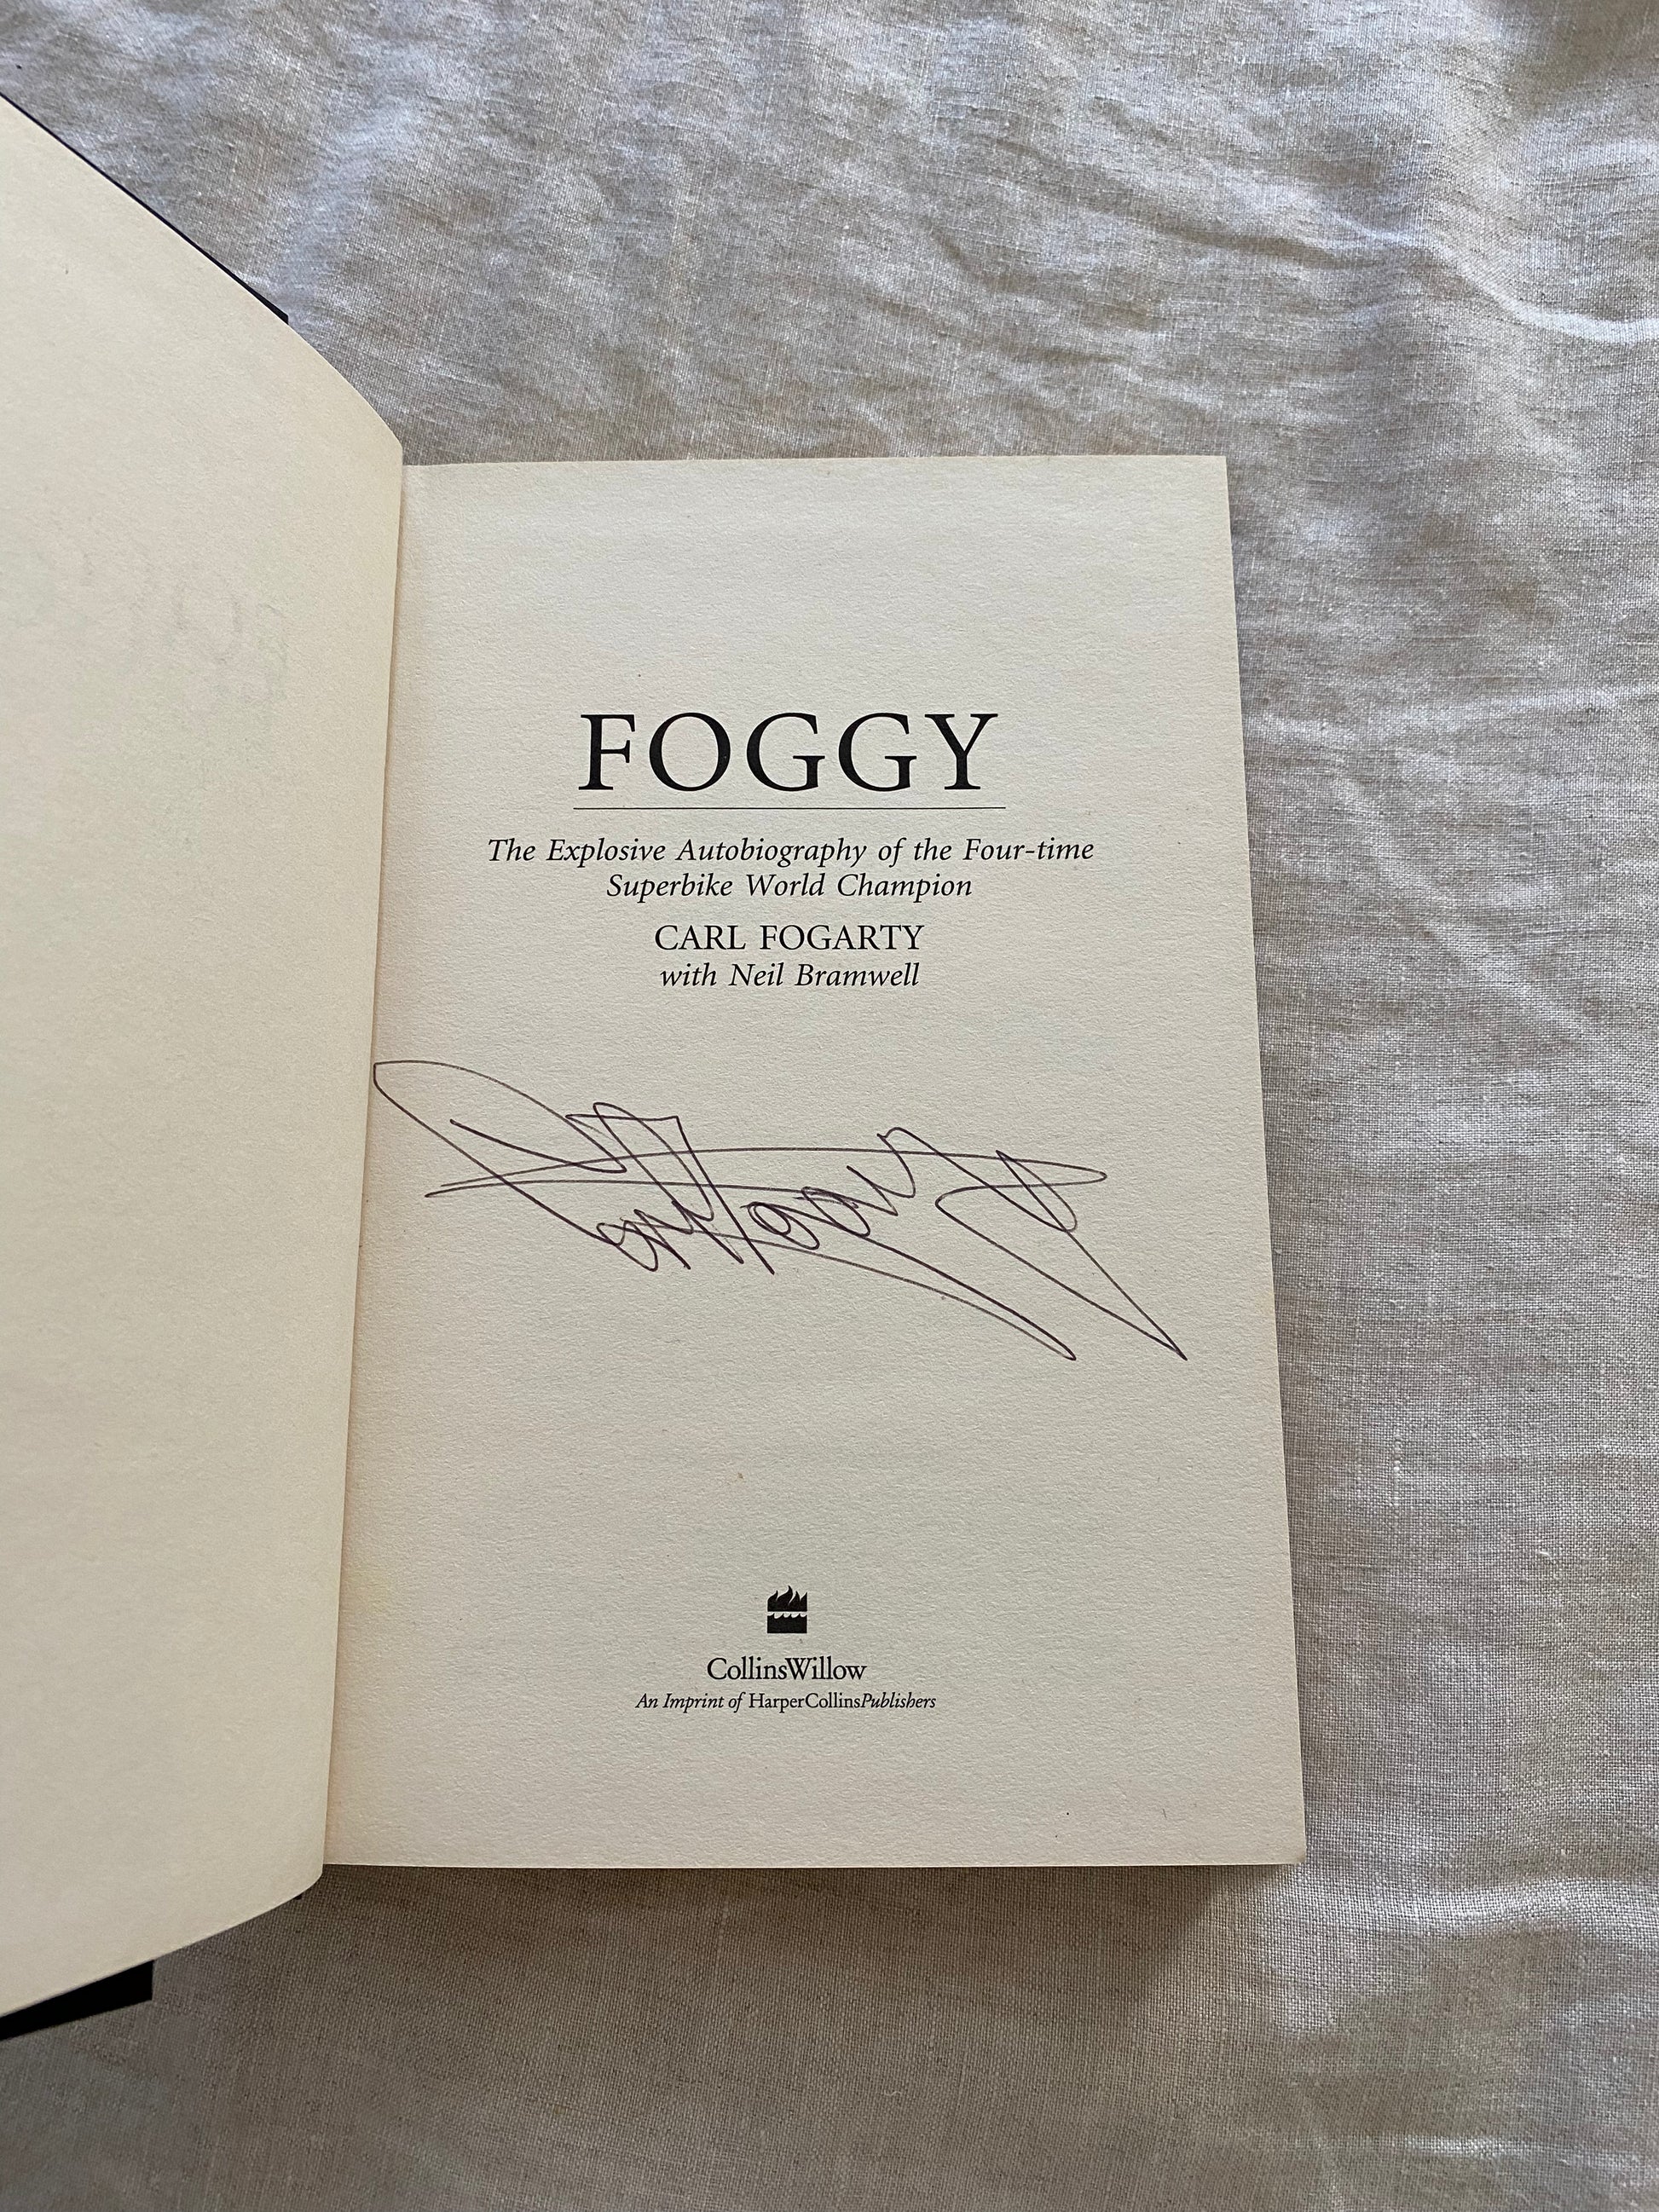 FOGGY
The Explosive Autobiography of the Four-time
Superbike World Champion
CARL FOGARTY
with Neil Bramwell
CollinsWillow
An Imprint of HarperCollinsPublishers